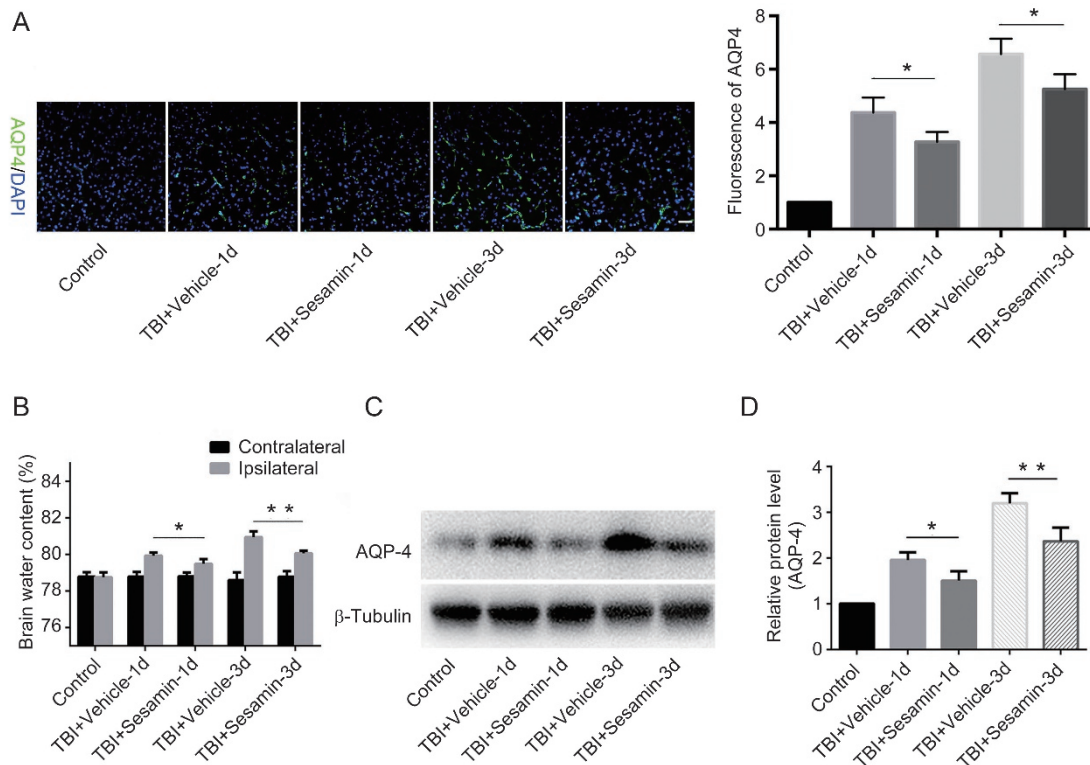 A
AQP4/DAPI
Control
TBI+Vehicle-1d
TBI+Sesamin-1d
TBI+Vehicle-3d
TBI+Sesamin-3d
Fluorescence of AQP4
8
6
4
2
0
*
*
Control
TBI+Vehicle-1d
TBI+Sesamin-1d
TBI+Vehicle-3d
TBI+Sesamin-3d
B
Contralateral
Ipsilateral
Brain water content (%)
84
82
80
78
76
*
* *
Control
TBI+Vehicle-1d
TBI+Sesamin-1d
TBI+Vehicle-3d
TBI+Sesamin-3d
C
AQP-4
β-Tubulin
Control
TBI+Vehicle-1d
TBI+Sesamin-1d
TBI+Vehicle-3d
TBI+Sesamin-3d
D
Relative protein level
(AQP-4)
4
3
2
1
0
*
* *
Control
TBI+Vehicle-1d
TBI+Sesamin-1d
TBI+Vehicle-3d
TBI+Sesamin-3d